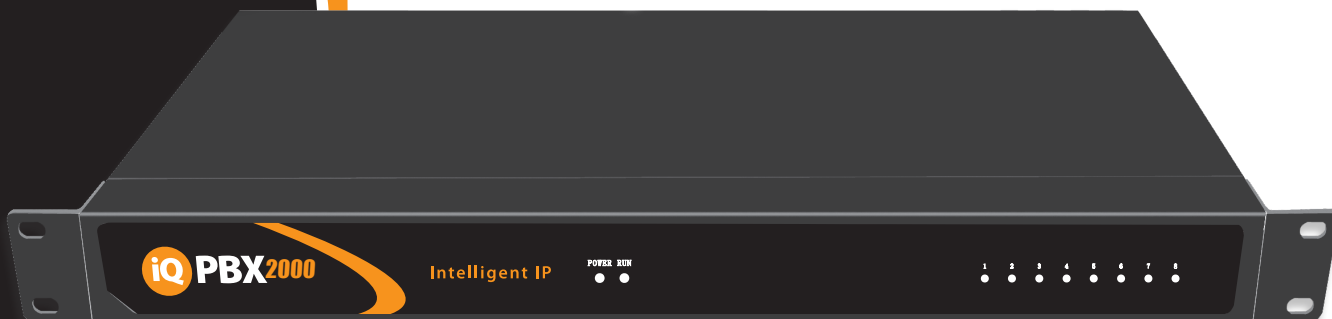 iQ PBX2000
Intelligent IP
POWER RUN
1 2 3 4 5 6 7 8